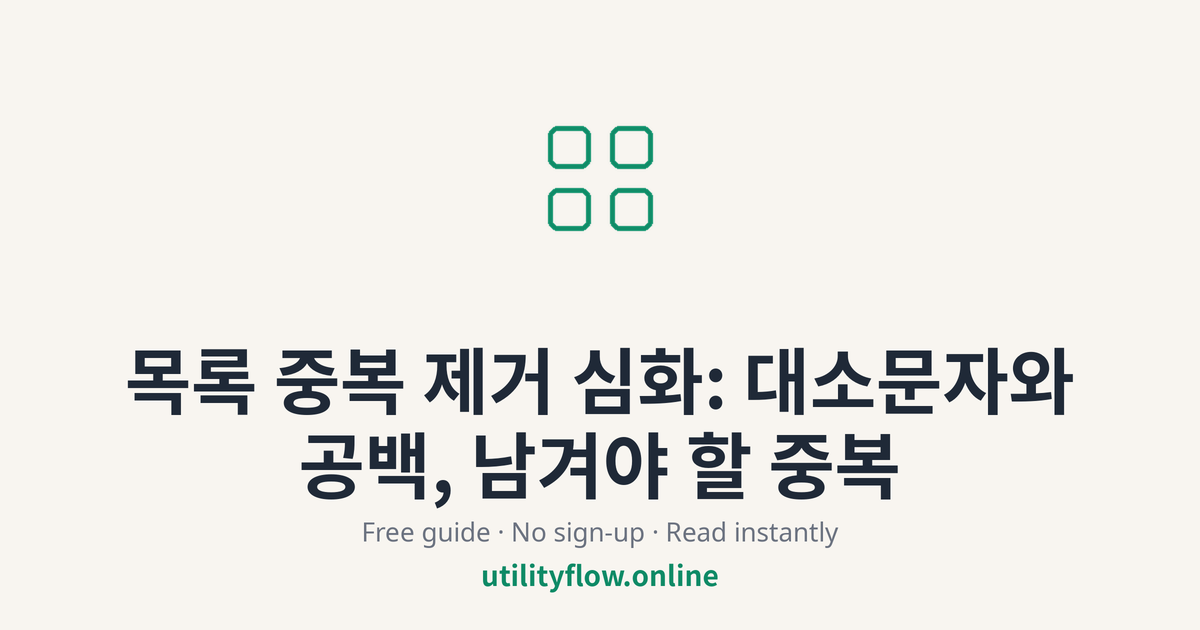 목록 중복 제거 심화: 대소문자와
공백, 남겨야 할 중복
Free guide · No sign-up · Read instantly
utilityflow.online